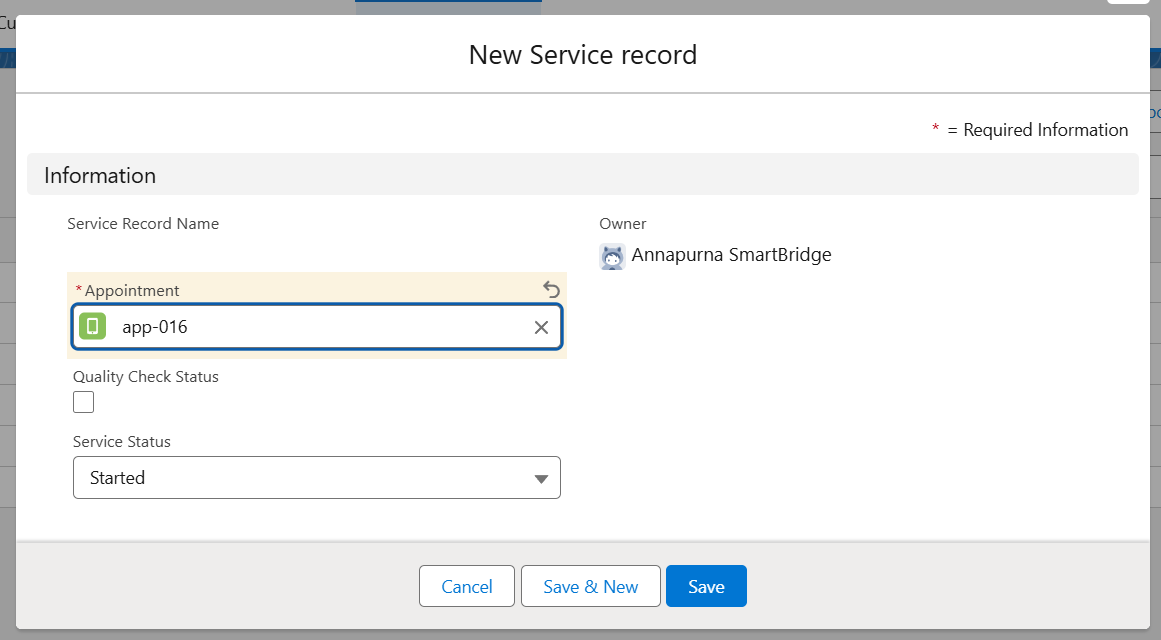 Cu
New Service record
* = Required Information
Information
Service Record Name
Owner
Annapurna SmartBridge
*Appointment
app-016
Quality Check Status
Service Status
Started
Cancel
Save & New
Save